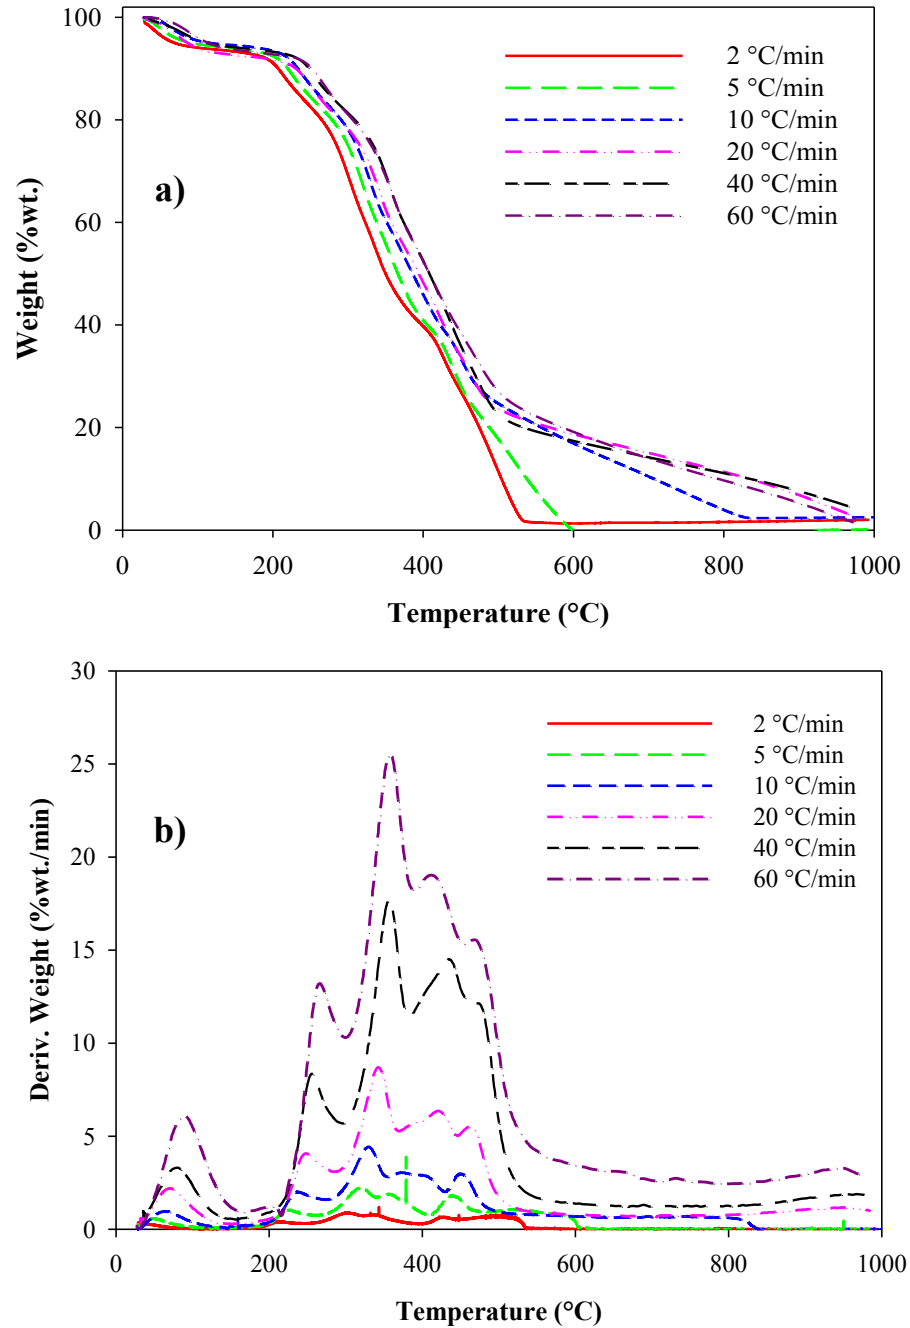 100
80
60
40
20
0
Weight (%wt.)
a)
2 °C/min
5 °C/min
10 °C/min
20 °C/min
40 °C/min
60 °C/min
0 200 400 600 800 1000
Temperature (°C)
30
25
20
15
10
5
0
Deriv. Weight (%wt./min)
b)
2 °C/min
5 °C/min
10 °C/min
20 °C/min
40 °C/min
60 °C/min
0 200 400 600 800 1000
Temperature (°C)